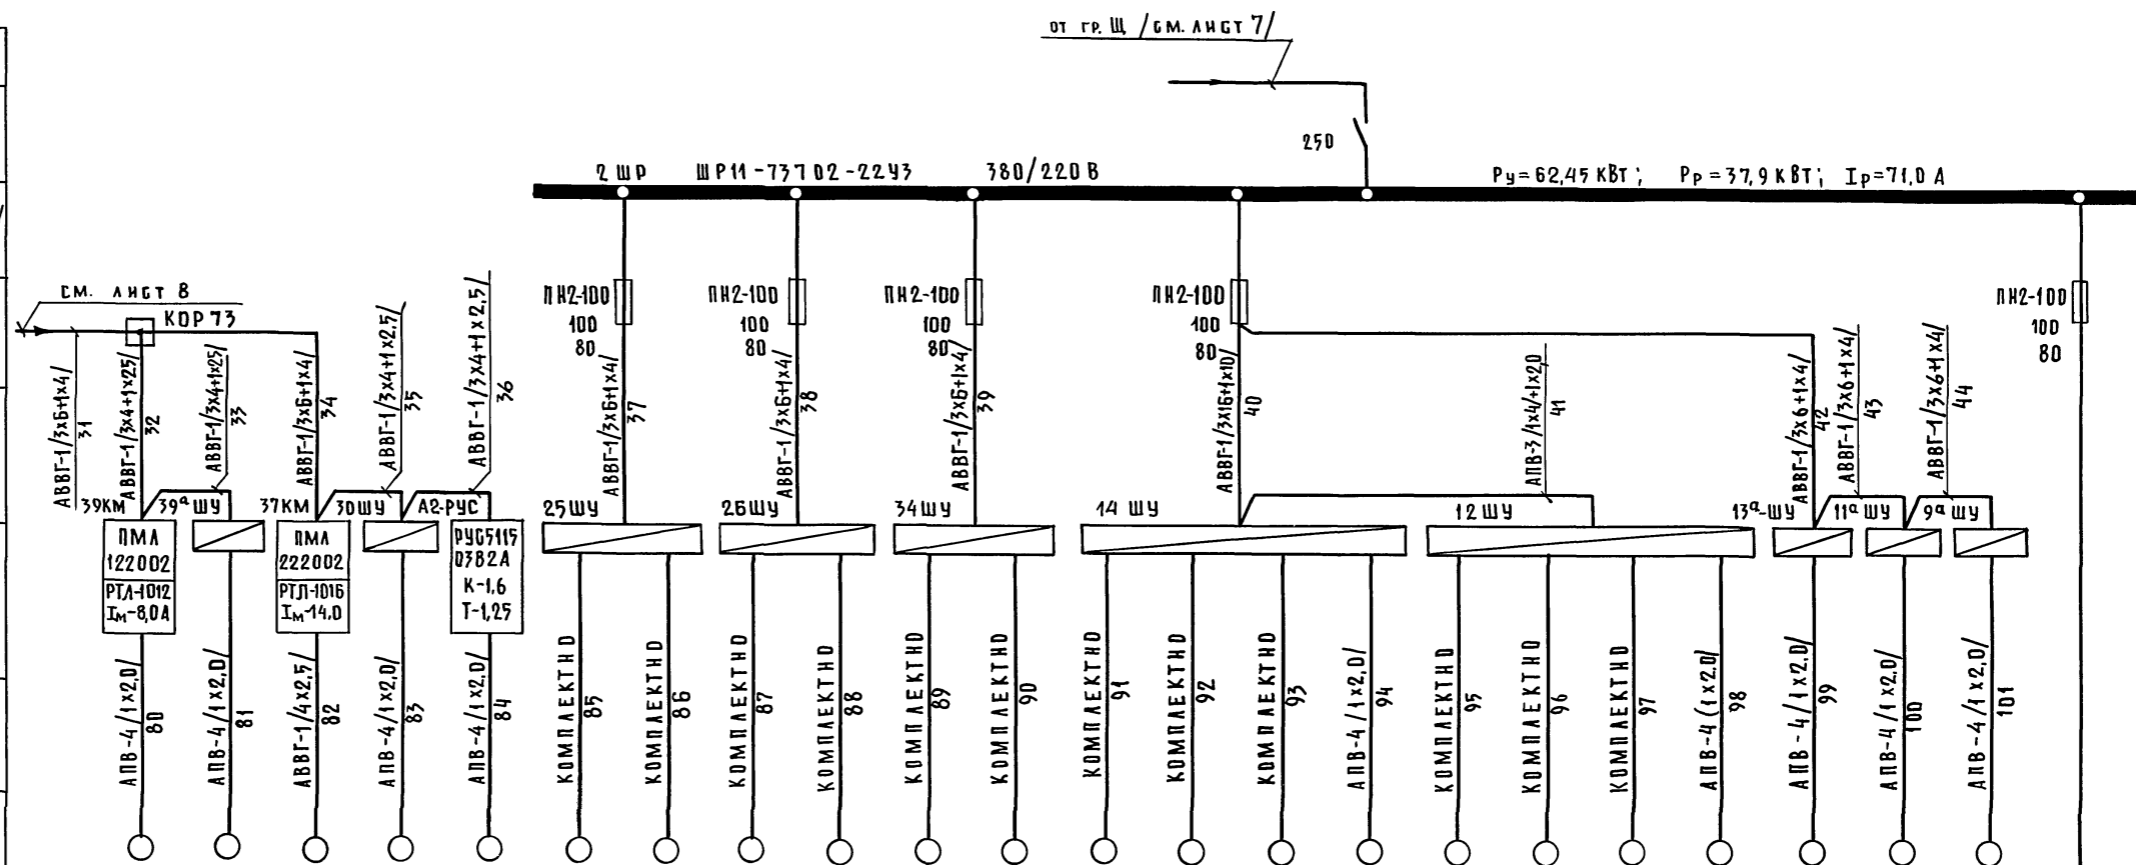 от гр. Щ /см. лист 7/
250
2 ШР ШР11-73702-22У3 380/220 В Ру=62,45 кВт; Рр=37,9 кВт; Iр=71,0 А
см. лист 8
КОР 73
АВВГ-1/3х6+1х4/
31
АВВГ-1/3х4+1х25/
32
АВВГ-1/3х4+1х25/
33
АВВГ-1/3х6+1х4/
34
АВВГ-1/3х4+1х2,5/
35
АВВГ-1/3х4+1х2,5/
36
ПН2-100
100
80
АВВГ-1/3х6+1х4/
37
ПН2-100
100
80
АВВГ-1/3х6+1х4/
38
ПН2-100
100
80
АВВГ-1/3х6+1х4/
39
ПН2-100
100
80
АВВГ-1/3х16+1х10/
40
АПВ-3/1х4/+1х2,0
41
АВВГ-1/3х6+1х4/
42
АВВГ-1/3х6+1х4/
43
АВВГ-1/3х6+1х4/
44
ПН2-100
100
80
39КМ 39ᵃ ШУ 37КМ 30ШУ А2-РУС 25ШУ 26ШУ 34ШУ 14 ШУ 12 ШУ 13ᵃ-ШУ 11ᵃ ШУ 9ᵃ ШУ
ПМЛ
122002
РТЛ-1012
Iм-8,0А
ПМЛ
222002
РТЛ-1016
Iм-14.0
РУС5115
03В2А
К-1,6
Т-1,25
АПВ-4/1х2,0/
80
АПВ-4/1х2,0/
81
АВВГ-1/4х2,5/
82
АПВ-4/1х2,0/
83
АПВ-4/1х2,0/
84
КОМПЛЕКТНО
85
КОМПЛЕКТНО
86
КОМПЛЕКТНО
87
КОМПЛЕКТНО
88
КОМПЛЕКТНО
89
КОМПЛЕКТНО
90
КОМПЛЕКТНО
91
КОМПЛЕКТНО
92
КОМПЛЕКТНО
93
АПВ-4/1х2,0/
94
КОМПЛЕКТНО
95
КОМПЛЕКТНО
96
КОМПЛЕКТНО
97
АПВ-4(1х2,0/
98
АПВ-4/1х2,0/
99
АПВ-4/1х2,0/
100
АПВ-4/1х2,0/
101